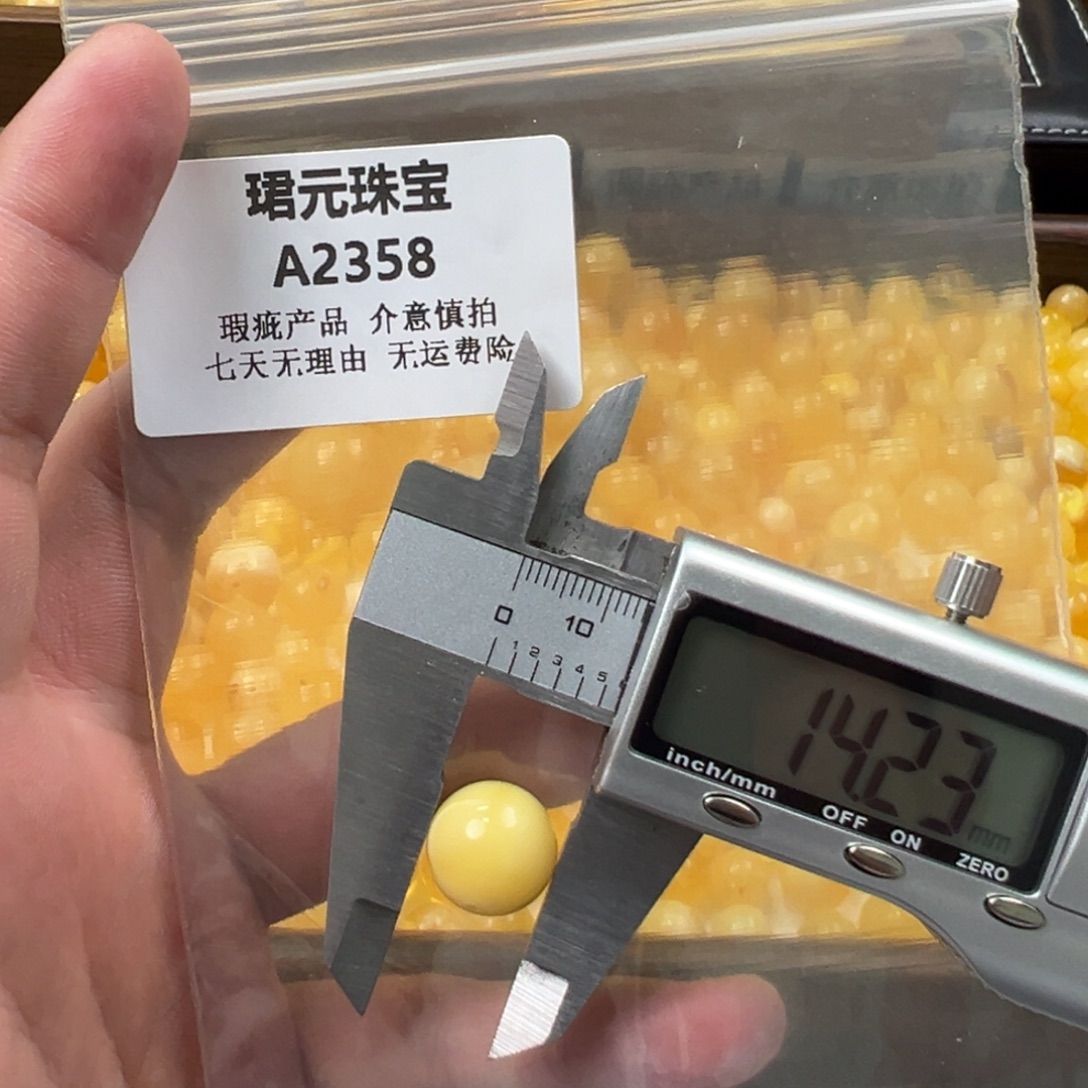 珺元珠宝
A2358
瑕疵产品 介意慎拍
七天无理由 无运费险
0 10
1 2 3 4 5
14.23 mm
inch/mm
OFF
ON
ZERO